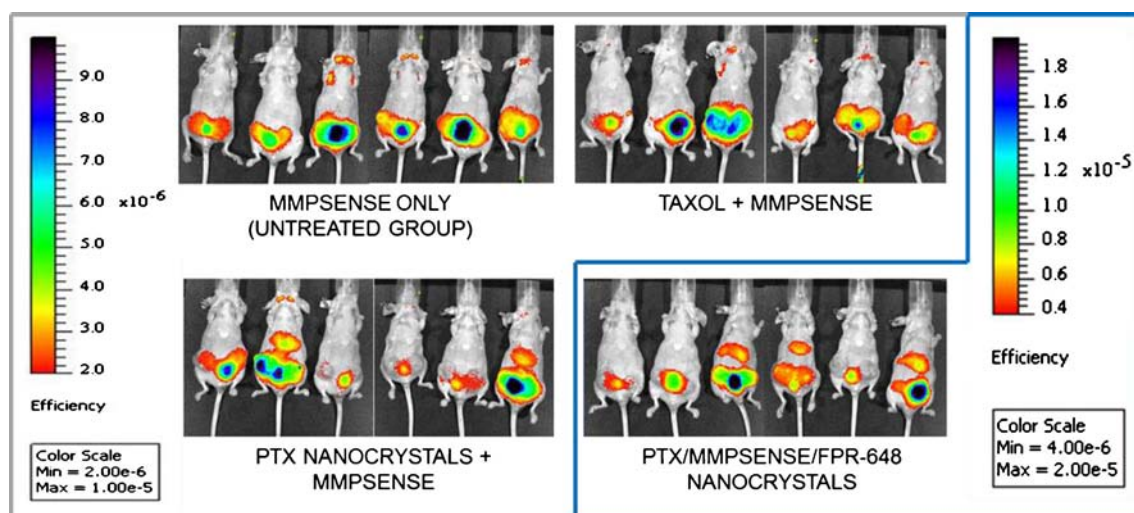 9.0
8.0
7.0
6.0
x10⁻⁶
5.0
4.0
3.0
2.0
Efficiency
Color Scale
Min = 2.00e-6
Max = 1.00e-5
MMPSENSE ONLY
(UNTREATED GROUP)
TAXOL + MMPSENSE
PTX NANOCRYSTALS +
MMPSENSE
PTX/MMPSENSE/FPR-648
NANOCRYSTALS
1.8
1.6
1.4
1.2
x10⁻⁵
1.0
0.8
0.6
0.4
Efficiency
Color Scale
Min = 4.00e-6
Max = 2.00e-5